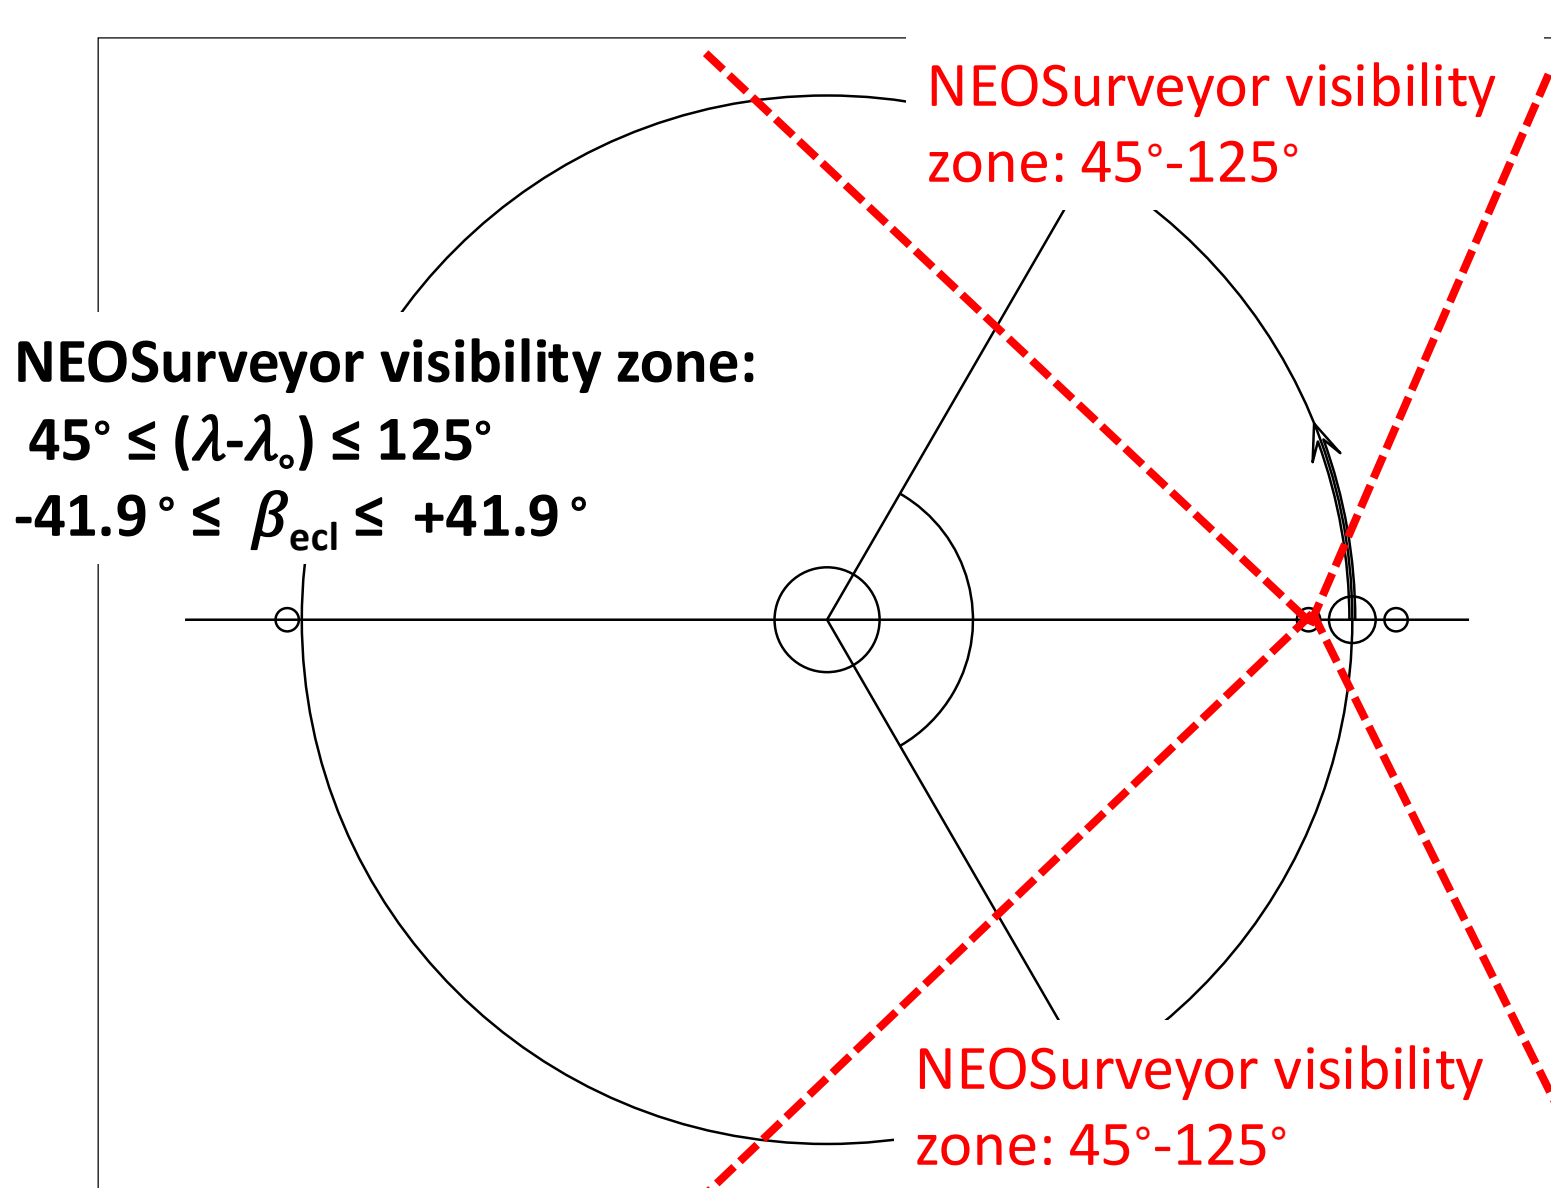 NEOSurveyor visibility
zone: 45°-125°
NEOSurveyor visibility zone:
45° ≤ (λ-λ∘) ≤ 125°
-41.9 ° ≤ βecl ≤ +41.9 °
NEOSurveyor visibility
zone: 45°-125°